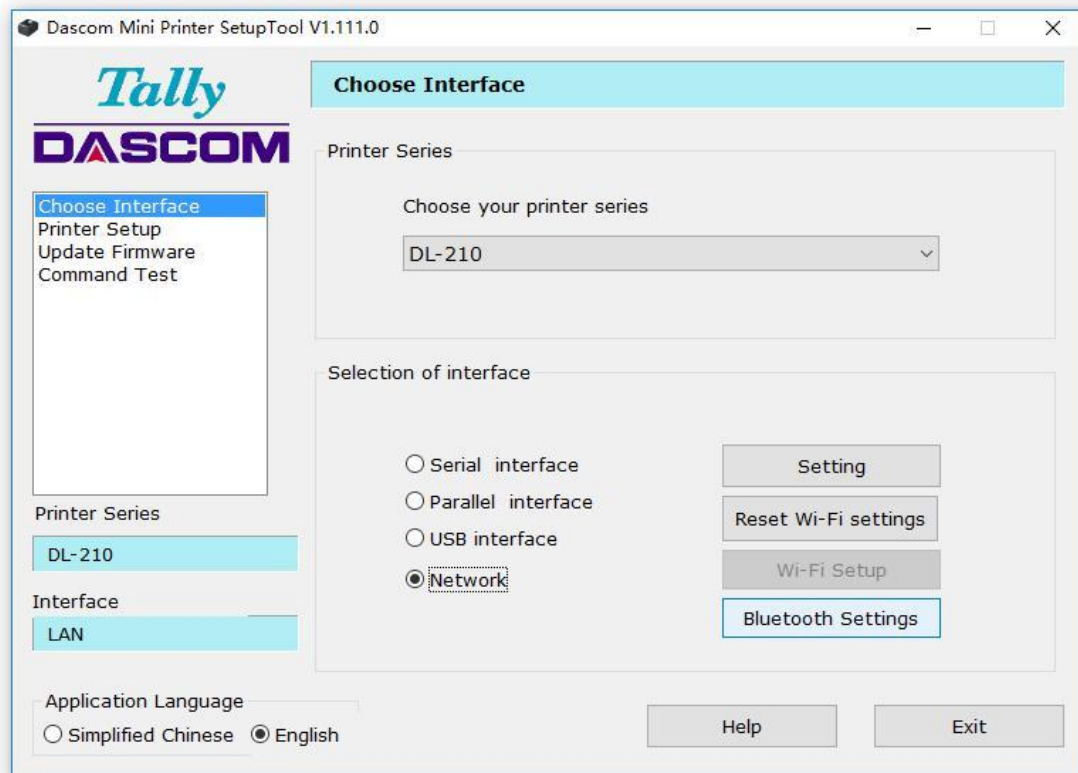 Dascom Mini Printer SetupTool V1.111.0
Tally
DASCOM
Choose Interface
Printer Setup
Update Firmware
Command Test
Printer Series
DL-210
Interface
LAN
Application Language
Simplified Chinese
English
Choose Interface
Printer Series
Choose your printer series
DL-210
Selection of interface
Serial interface
Parallel interface
USB interface
Network
Setting
Reset Wi-Fi settings
Wi-Fi Setup
Bluetooth Settings
Help
Exit